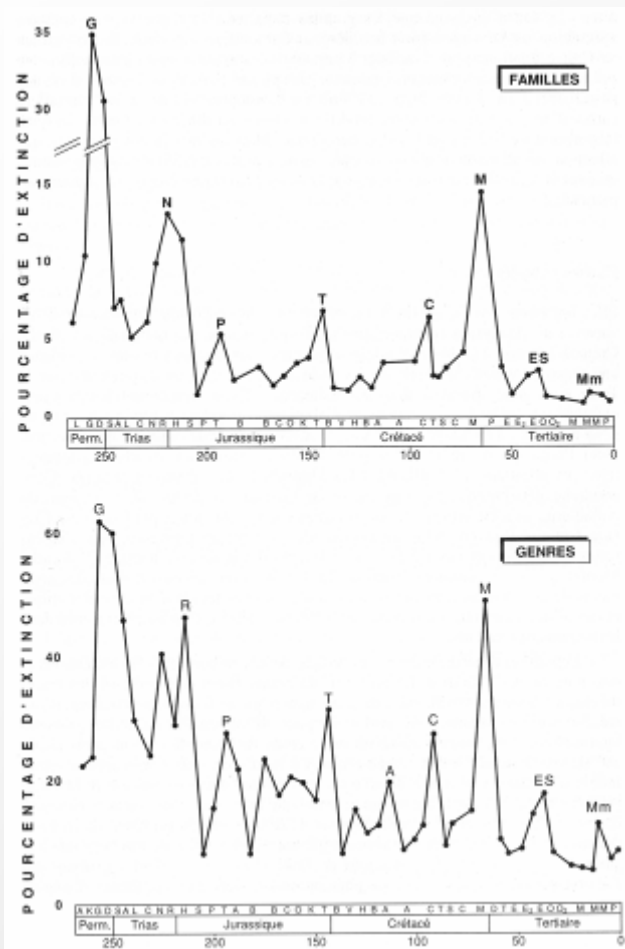 35
G
FAMILLES
30
POURCENTAGE D'EXTINCTION
15
N
M
10
P
T
C
5
ES
Mm
0
Perm. Trias Jurassique Crétacé Tertiaire
250 200 150 100 50 0
60
G
GENRES
M
R
POURCENTAGE D'EXTINCTION
40
P
T
C
A
20
ES
Mm
0
Perm. Trias Jurassique Crétacé Tertiaire
250 200 150 100 50 0